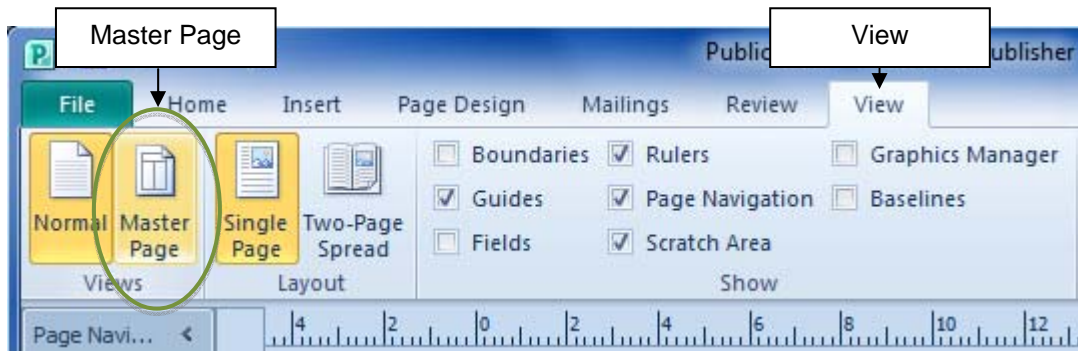 Master Page
View
Public
ublisher
File Home Insert Page Design Mailings Review View
Boundaries Rulers Graphics Manager
Guides Page Navigation Baselines
Fields Scratch Area
Normal Master Page Single Page Two-Page Spread
Views Layout Show
Page Navi...
4 2 0 2 4 6 8 10 12